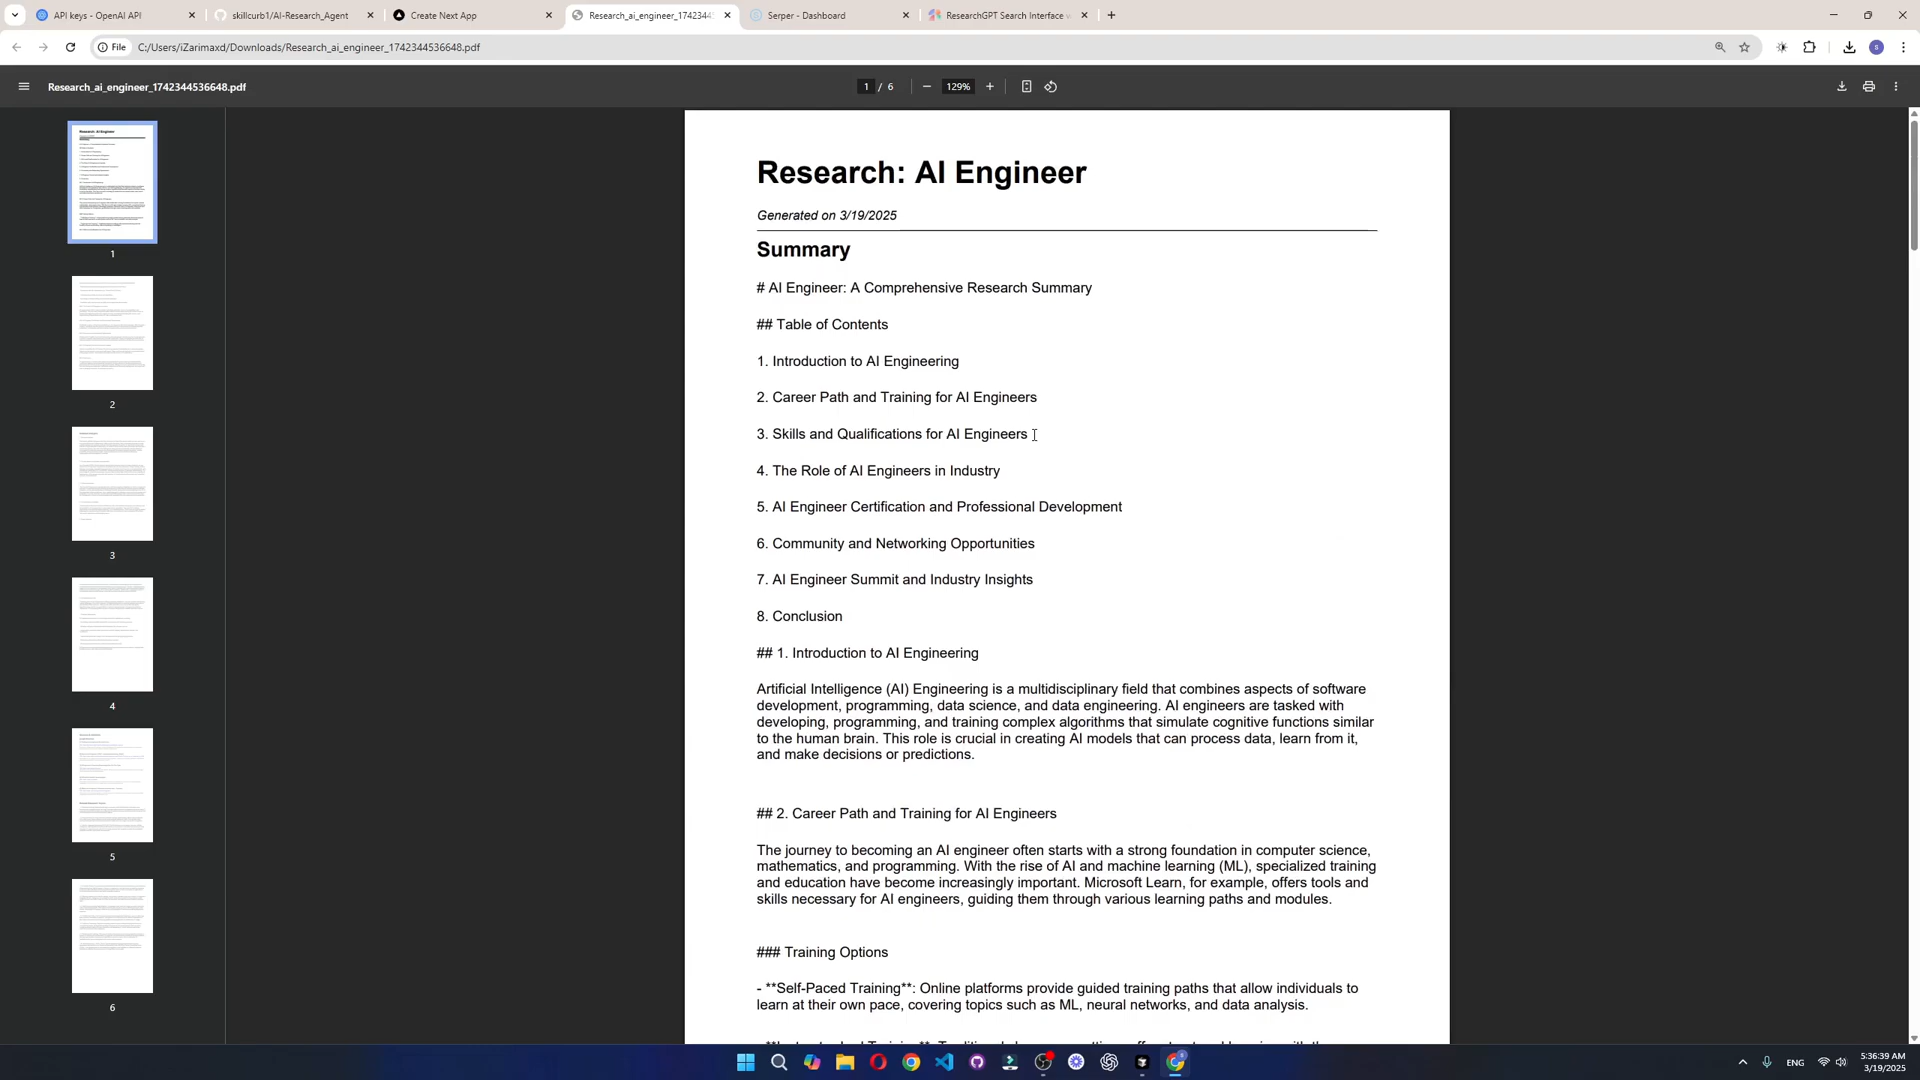 API keys - OpenAI API
skillcurb1/AI-Research_Agent
Create Next App
Research_ai_engineer_1742344
Serper - Dashboard
ResearchGPT Search Interface
File
C:/Users/iZarimaxd/Downloads/Research_ai_engineer_1742344536648.pdf
Research_ai_engineer_1742344536648.pdf
1 / 6
129%
1
2
3
4
5
6
Research: AI Engineer
Generated on 3/19/2025
Summary
# AI Engineer: A Comprehensive Research Summary
## Table of Contents
1. Introduction to AI Engineering
2. Career Path and Training for AI Engineers
3. Skills and Qualifications for AI Engineers
4. The Role of AI Engineers in Industry
5. AI Engineer Certification and Professional Development
6. Community and Networking Opportunities
7. AI Engineer Summit and Industry Insights
8. Conclusion
## 1. Introduction to AI Engineering
Artificial Intelligence (AI) Engineering is a multidisciplinary field that combines aspects of software
development, programming, data science, and data engineering. AI engineers are tasked with
developing, programming, and training complex algorithms that simulate cognitive functions similar
to the human brain. This role is crucial in creating AI models that can process data, learn from it,
and make decisions or predictions.
## 2. Career Path and Training for AI Engineers
The journey to becoming an AI engineer often starts with a strong foundation in computer science,
mathematics, and programming. With the rise of AI and machine learning (ML), specialized training
and education have become increasingly important. Microsoft Learn, for example, offers tools and
skills necessary for AI engineers, guiding them through various learning paths and modules.
### Training Options
- **Self-Paced Training**: Online platforms provide guided training paths that allow individuals to
learn at their own pace, covering topics such as ML, neural networks, and data analysis.
ENG
5:36:39 AM
3/19/2025